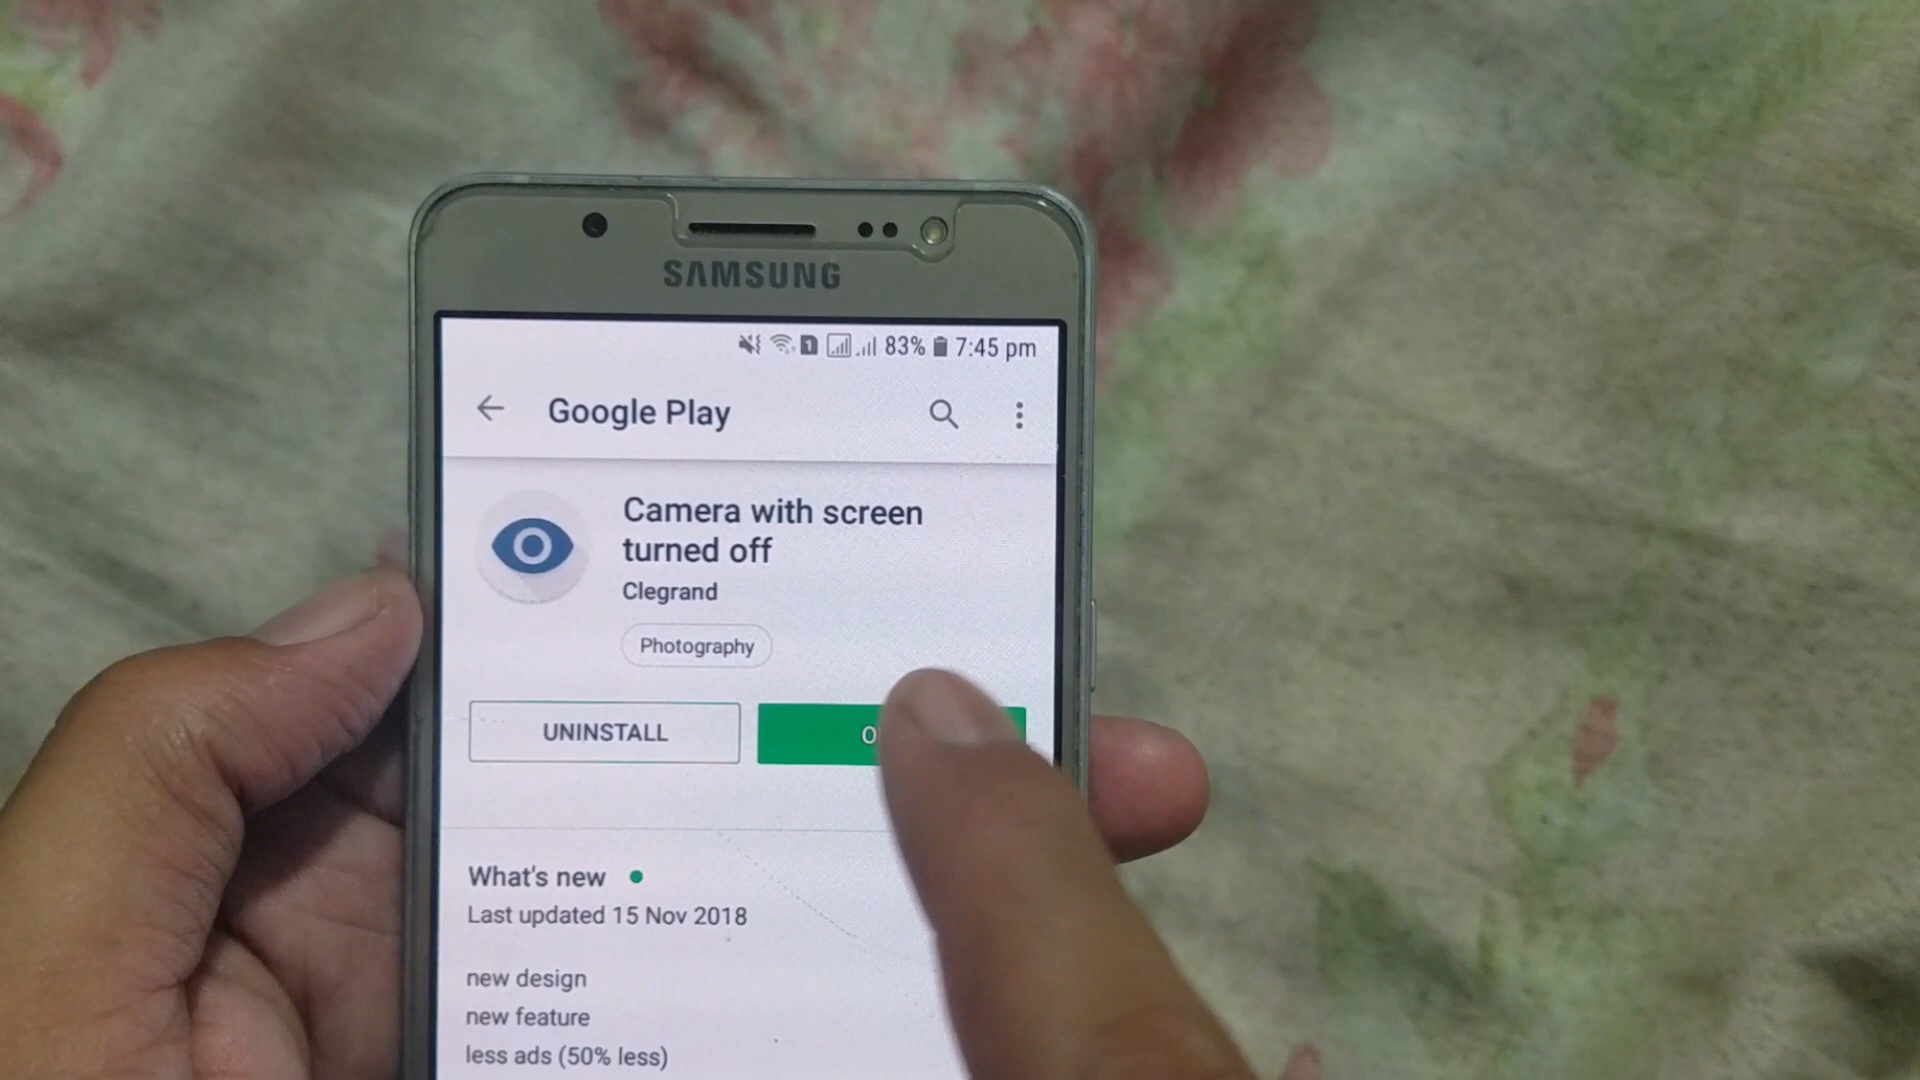 SAMSUNG
1 83% 7:45 pm
Google Play
Camera with screen
turned off
Clegrand
Photography
UNINSTALL
What's new
Last updated 15 Nov 2018
new design
new feature
less ads (50% less)